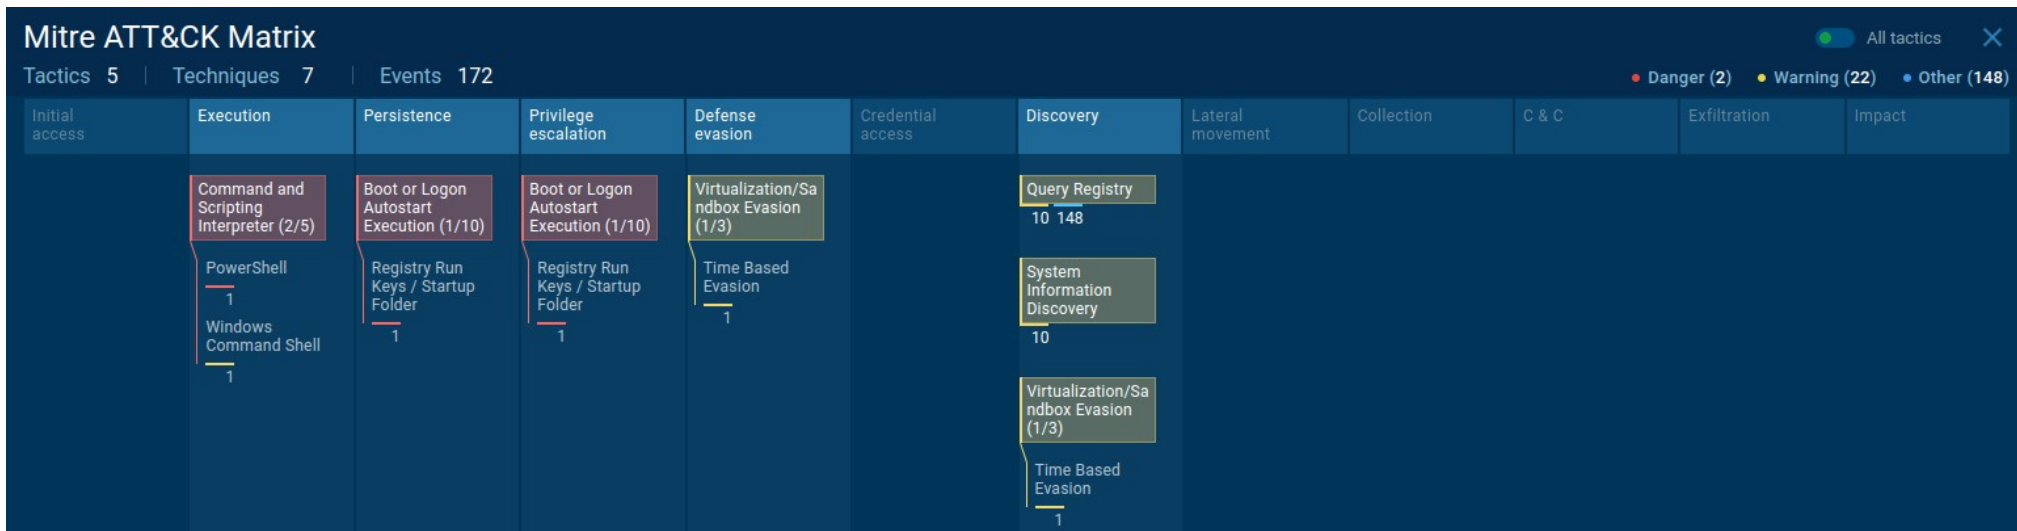 Mitre ATT&CK Matrix
All tactics
Tactics 5 | Techniques 7 | Events 172
Danger (2) Warning (22) Other (148)
Initial
access
Execution
Persistence
Privilege
escalation
Defense
evasion
Credential
access
Discovery
Lateral
movement
Collection
C & C
Exfiltration
Impact
Command and
Scripting
Interpreter (2/5)
PowerShell
1
Windows
Command Shell
1
Boot or Logon
Autostart
Execution (1/10)
Registry Run
Keys / Startup
Folder
1
Boot or Logon
Autostart
Execution (1/10)
Registry Run
Keys / Startup
Folder
1
Virtualization/Sa
ndbox Evasion
(1/3)
Time Based
Evasion
1
Query Registry
10 148
System
Information
Discovery
10
Virtualization/Sa
ndbox Evasion
(1/3)
Time Based
Evasion
1